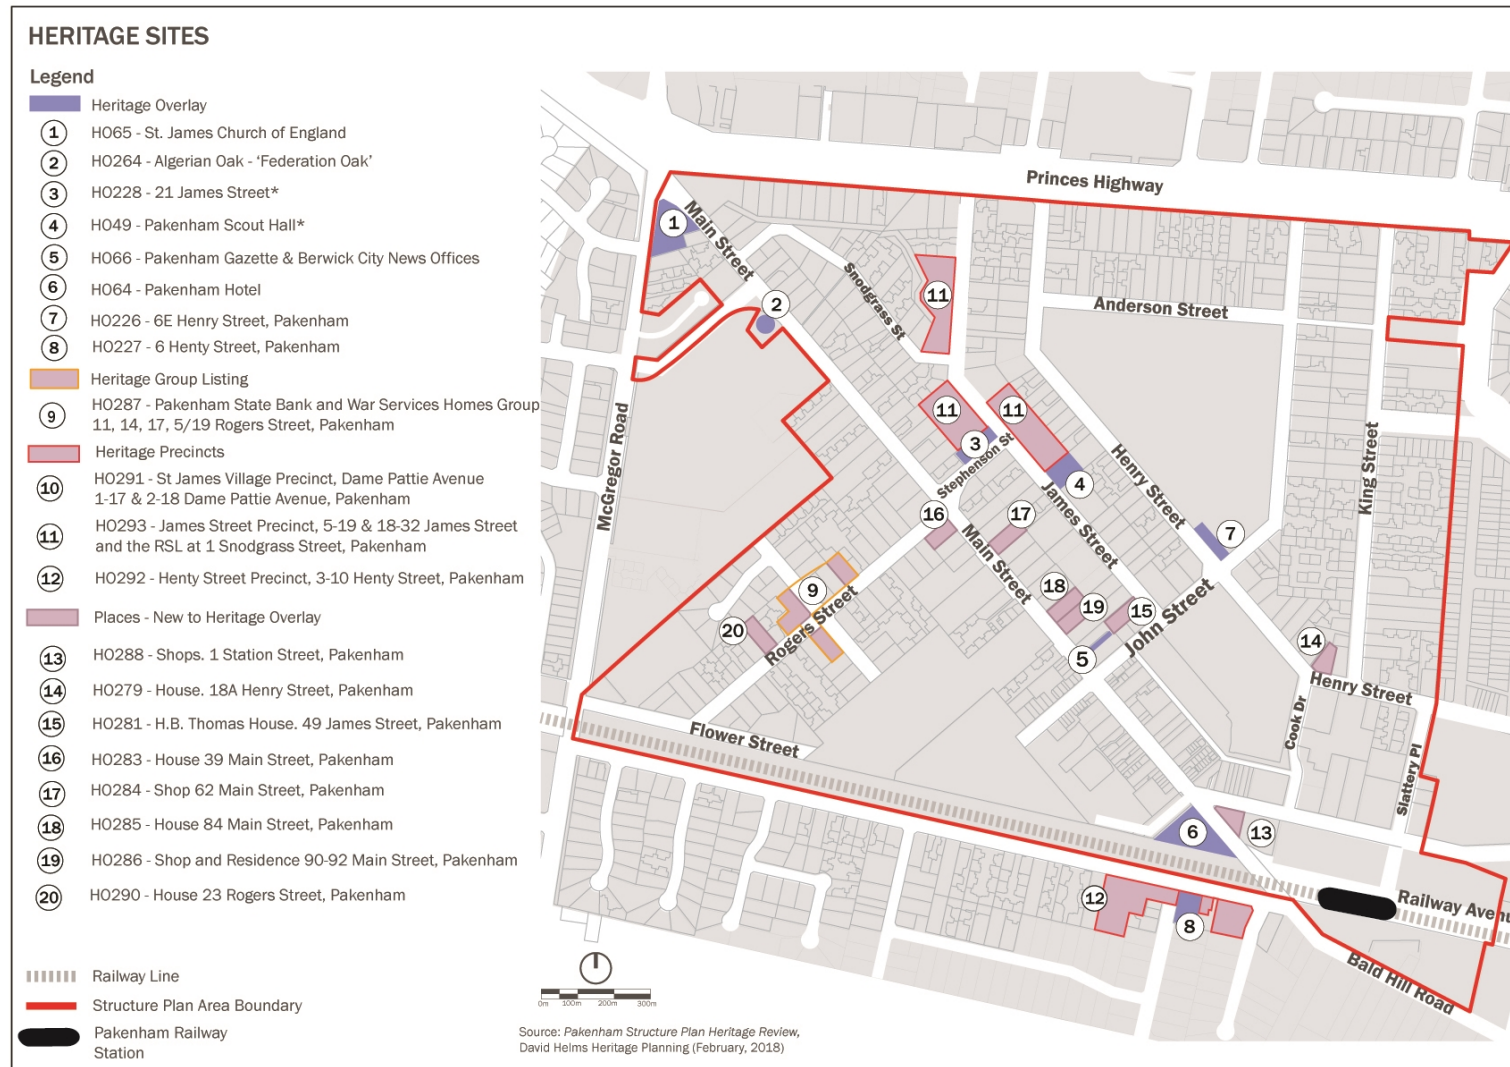 HERITAGE SITES
Legend
Heritage Overlay
1 HO65 - St. James Church of England
2 HO264 - Algerian Oak - ‘Federation Oak’
3 HO228 - 21 James Street*
4 HO49 - Pakenham Scout Hall*
5 HO66 - Pakenham Gazette & Berwick City News Offices
6 HO64 - Pakenham Hotel
7 HO226 - 6E Henry Street, Pakenham
8 HO227 - 6 Henty Street, Pakenham
Heritage Group Listing
9 HO287 - Pakenham State Bank and War Services Homes Group
11, 14, 17, 5/19 Rogers Street, Pakenham
Heritage Precincts
10 HO291 - St James Village Precinct, Dame Pattie Avenue
1-17 & 2-18 Dame Pattie Avenue, Pakenham
11 HO293 - James Street Precinct, 5-19 & 18-32 James Street
and the RSL at 1 Snodgrass Street, Pakenham
12 HO292 - Henty Street Precinct, 3-10 Henty Street, Pakenham
Places - New to Heritage Overlay
13 HO288 - Shops. 1 Station Street, Pakenham
14 HO279 - House. 18A Henry Street, Pakenham
15 HO281 - H.B. Thomas House. 49 James Street, Pakenham
16 HO283 - House 39 Main Street, Pakenham
17 HO284 - Shop 62 Main Street, Pakenham
18 HO285 - House 84 Main Street, Pakenham
19 HO286 - Shop and Residence 90-92 Main Street, Pakenham
20 HO290 - House 23 Rogers Street, Pakenham
Railway Line
Structure Plan Area Boundary
Pakenham Railway
Station
Princes Highway
1
Main Street
2
Snodgrass St
11
Anderson Street
McGregor Road
11
11
3
Stephenson St
4
Henry Street
King Street
James Street
16
17
7
Main Street
9
18
19
15
John Street
20
Rogers Street
5
14
Henry Street
Cook Dr
Slattery Pl
Flower Street
6
13
12
8
Railway Avenu
Bald Hill Road
0m 100m 200m 300m
Source: Pakenham Structure Plan Heritage Review,
David Helms Heritage Planning (February, 2018)